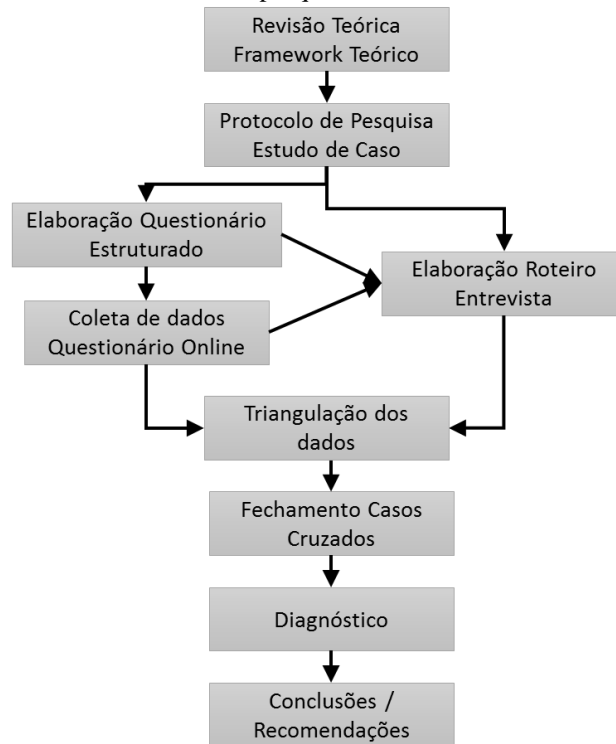 Revisão Teórica
Framework Teórico
Protocolo de Pesquisa
Estudo de Caso
Elaboração Questionário
Estruturado
Elaboração Roteiro
Entrevista
Coleta de dados
Questionário Online
Triangulação dos
dados
Fechamento Casos
Cruzados
Diagnóstico
Conclusões /
Recomendações